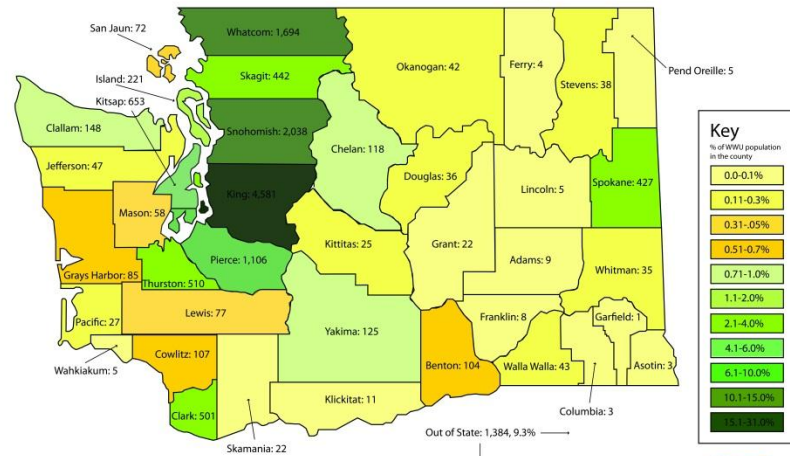 San Jaun: 72
Whatcom: 1,694
Okanogan: 42
Ferry: 4
Pend Oreille: 5
Skagit: 442
Stevens: 38
Island: 221
Kitsap: 653
Snohomish: 2,038
Clallam: 148
Chelan: 118
Jefferson: 47
Douglas: 36
Spokane: 427
King: 4,581
Lincoln: 5
Mason: 58
Kittitas: 25
Grant: 22
Pierce: 1,106
Adams: 9
Whitman: 35
Grays Harbor: 85
Thurston: 510
Lewis: 77
Pacific: 27
Franklin: 8
Garfield: 1
Yakima: 125
Cowlitz: 107
Benton: 104
Walla Walla: 43
Asotin: 3
Wahkiakum: 5
Klickitat: 11
Clark: 501
Columbia: 3
Out of State: 1,384, 9.3%
Skamania: 22
Key
% of WWU population
in the county
0.0-0.1%
0.11-0.3%
0.31-.05%
0.51-0.7%
0.71-1.0%
1.1-2.0%
2.1-4.0%
4.1-6.0%
6.1-10.0%
10.1-15.0%
15.1-31.0%